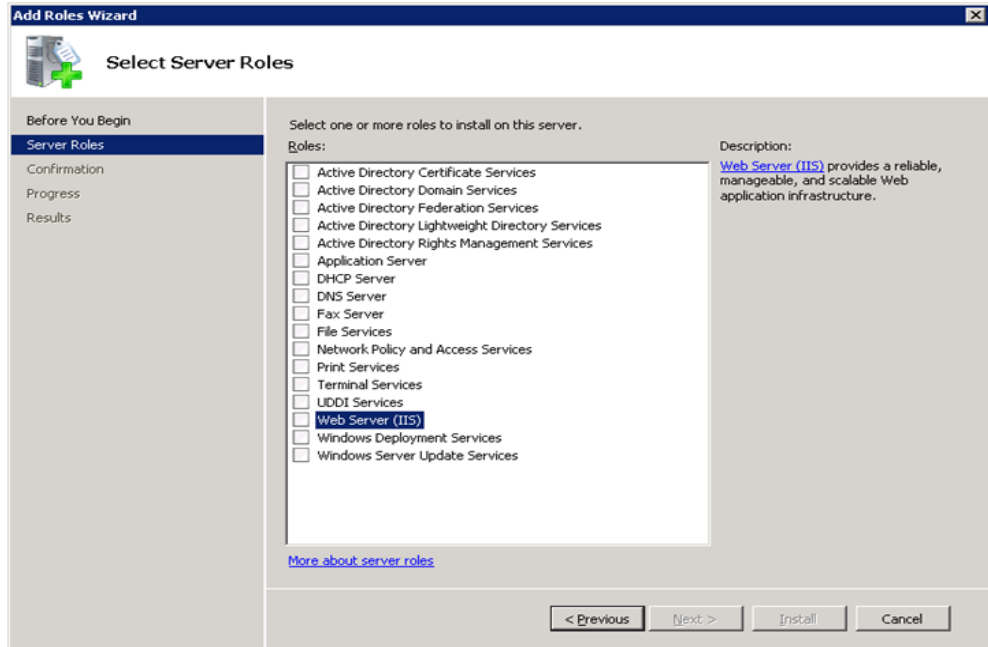 Add Roles Wizard
Select Server Roles
Before You Begin
Server Roles
Confirmation
Progress
Results
Select one or more roles to install on this server.
Roles:
Active Directory Certificate Services
Active Directory Domain Services
Active Directory Federation Services
Active Directory Lightweight Directory Services
Active Directory Rights Management Services
Application Server
DHCP Server
DNS Server
Fax Server
File Services
Network Policy and Access Services
Print Services
Terminal Services
UDDI Services
Web Server (IIS)
Windows Deployment Services
Windows Server Update Services
More about server roles
Description:
Web Server (IIS) provides a reliable,
manageable, and scalable Web
application infrastructure.
< Previous
Next >
Install
Cancel